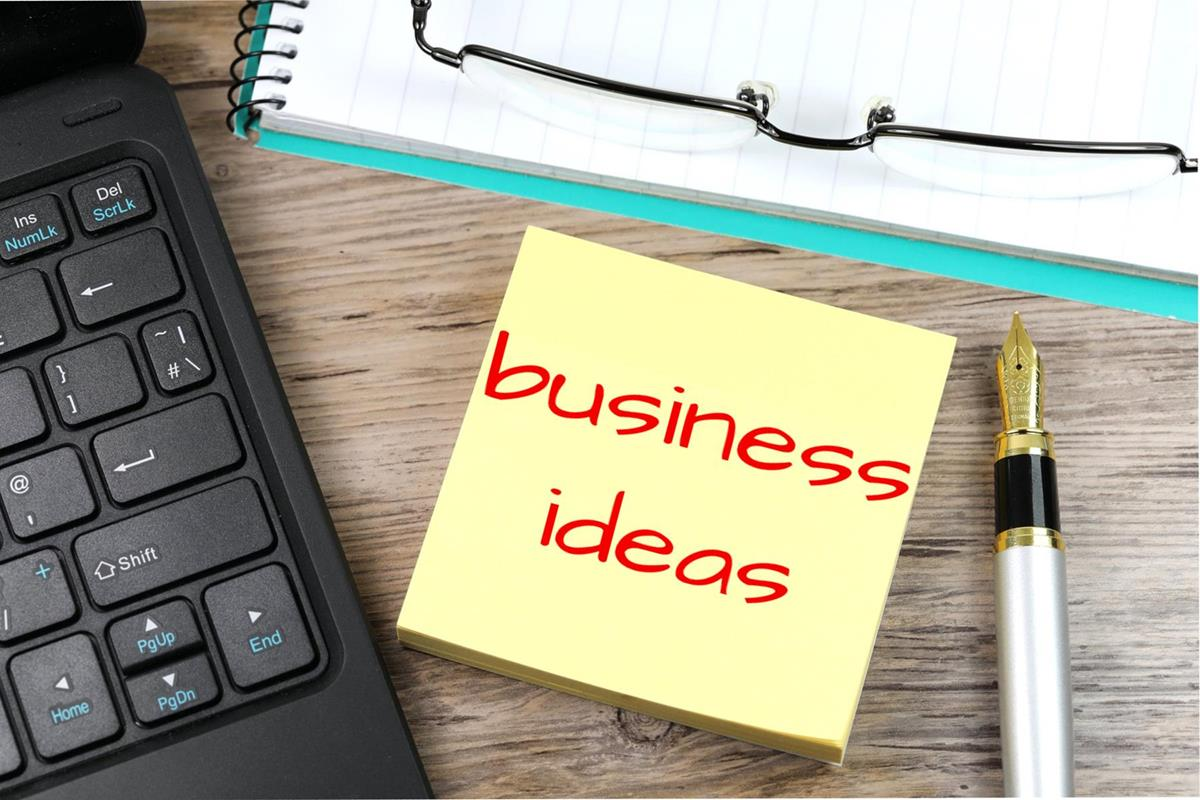 Ins
NumLk
Del
ScrLk
~ |
# \
}
]
@
'
Shift
+
/
PgUp
End
Home
PgDn
business
ideas